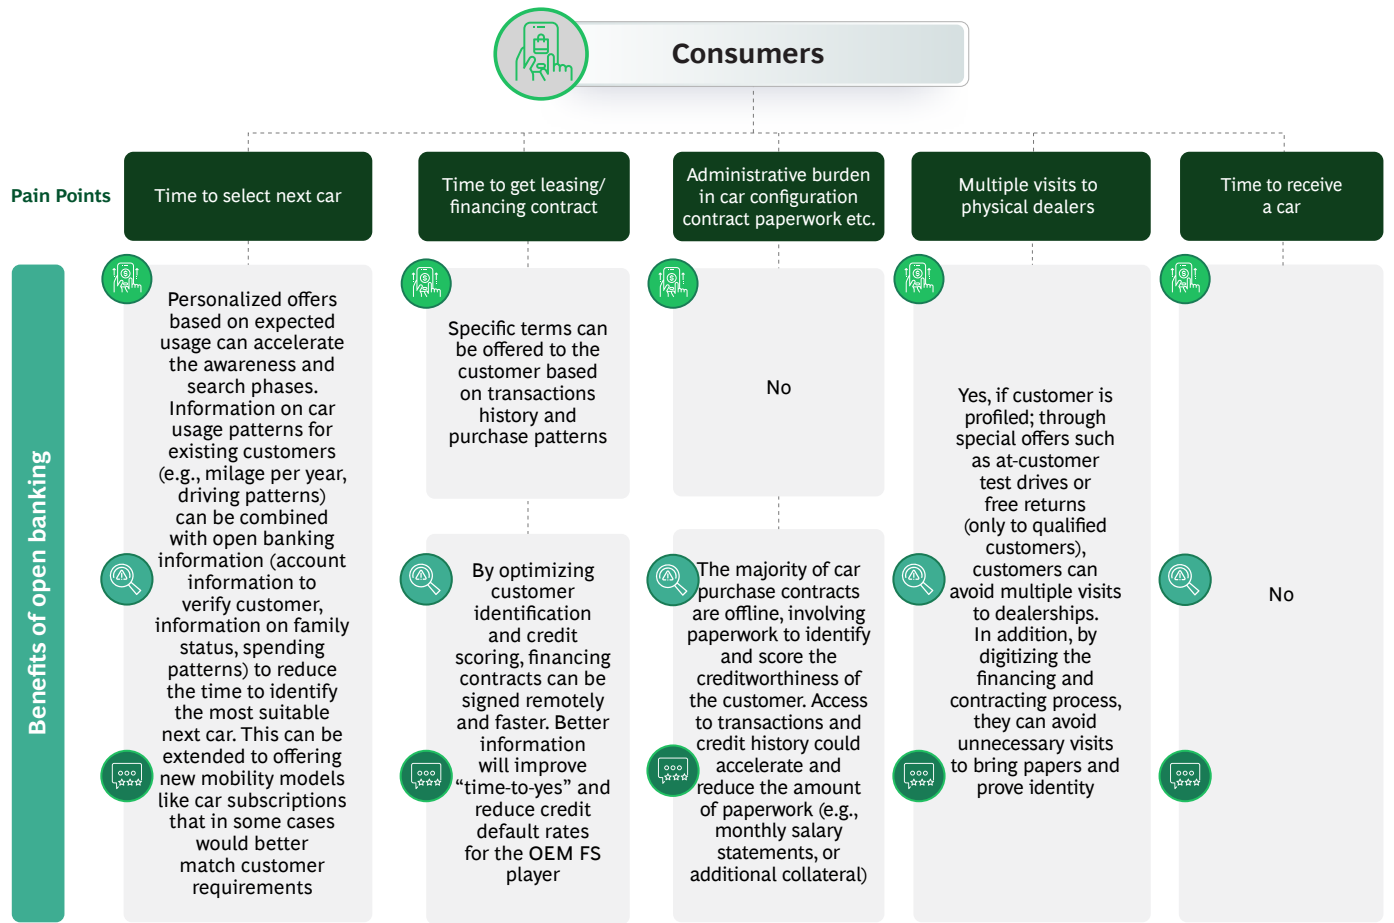 Consumers
Pain Points
Time to select next car
Time to get leasing/
financing contract
Administrative burden
in car configuration
contract paperwork etc.
Multiple visits to
physical dealers
Time to receive
a car
Benefits of open banking
Personalized offers
based on expected
usage can accelerate
the awareness and
search phases.
Information on car
usage patterns for
existing customers
(e.g., milage per year,
driving patterns)
can be combined
with open banking
information (account
information to
verify customer,
information on family
status, spending
patterns) to reduce
the time to identify
the most suitable
next car. This can be
extended to offering
new mobility models
like car subscriptions
that in some cases
would better
match customer
requirements
Specific terms can
be offered to the
customer based
on transactions
history and
purchase patterns
By optimizing
customer
identification
and credit
scoring, financing
contracts can be
signed remotely
and faster. Better
information
will improve
“time-to-yes” and
reduce credit
default rates
for the OEM FS
player
No
The majority of car
purchase contracts
are offline, involving
paperwork to identify
and score the
creditworthiness of
the customer. Access
to transactions and
credit history could
accelerate and
reduce the amount
of paperwork (e.g.,
monthly salary
statements, or
additional collateral)
Yes, if customer is
profiled; through
special offers such
as at-customer
test drives or
free returns
(only to qualified
customers),
customers can
avoid multiple visits
to dealerships.
In addition, by
digitizing the
financing and
contracting process,
they can avoid
unnecessary visits
to bring papers and
prove identity
No